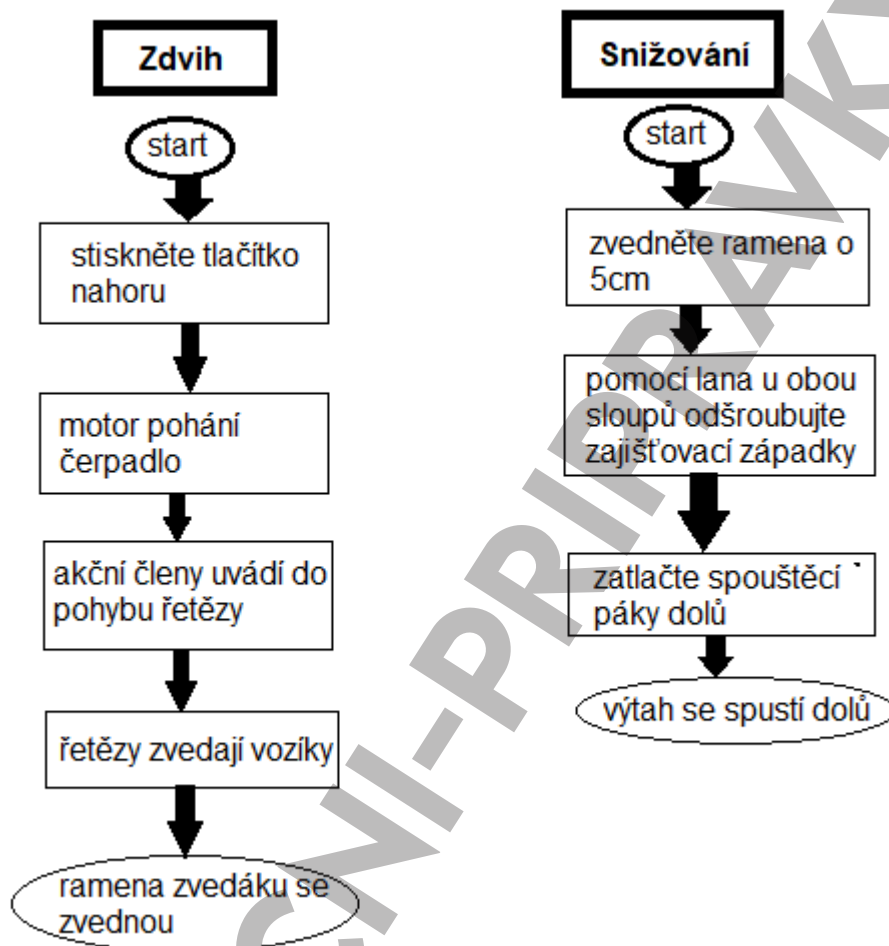 Zdvih
start
stiskněte tlačítko
nahoru
motor pohání
čerpadlo
akční členy uvádí do
pohybu řetězy
řetězy zvedají vozíky
ramena zvedáku se
zvednou
Snižování
start
zvedněte ramena o
5cm
pomocí lana u obou
sloupů odšroubujte
zajišťovací západky
zatlačte spouštěcí
páky dolů
výtah se spustí dolů
CNI-PRIPRAVKY